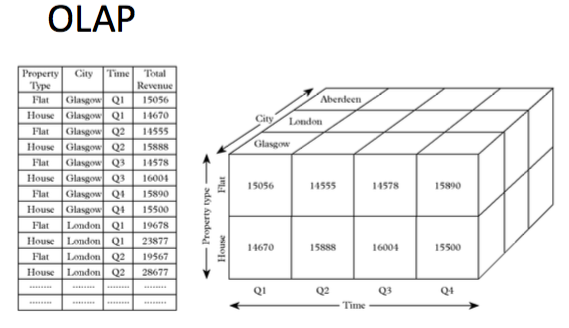 OLAP
Property Type City Time Total Revenue
Flat Glasgow Q1 15056
House Glasgow Q1 14670
Flat Glasgow Q2 14555
House Glasgow Q2 15888
Flat Glasgow Q3 14578
House Glasgow Q3 16004
Flat Glasgow Q4 15890
House Glasgow Q4 15500
Flat London Q1 19678
House London Q1 23877
Flat London Q2 19567
House London Q2 28677
........ ........ ........ ........
........ ........ ........ ........
City
Aberdeen
London
Glasgow
Property type
Flat
15056 14555 14578 15890
House
14670 15888 16004 15500
Q1 Q2 Q3 Q4
Time